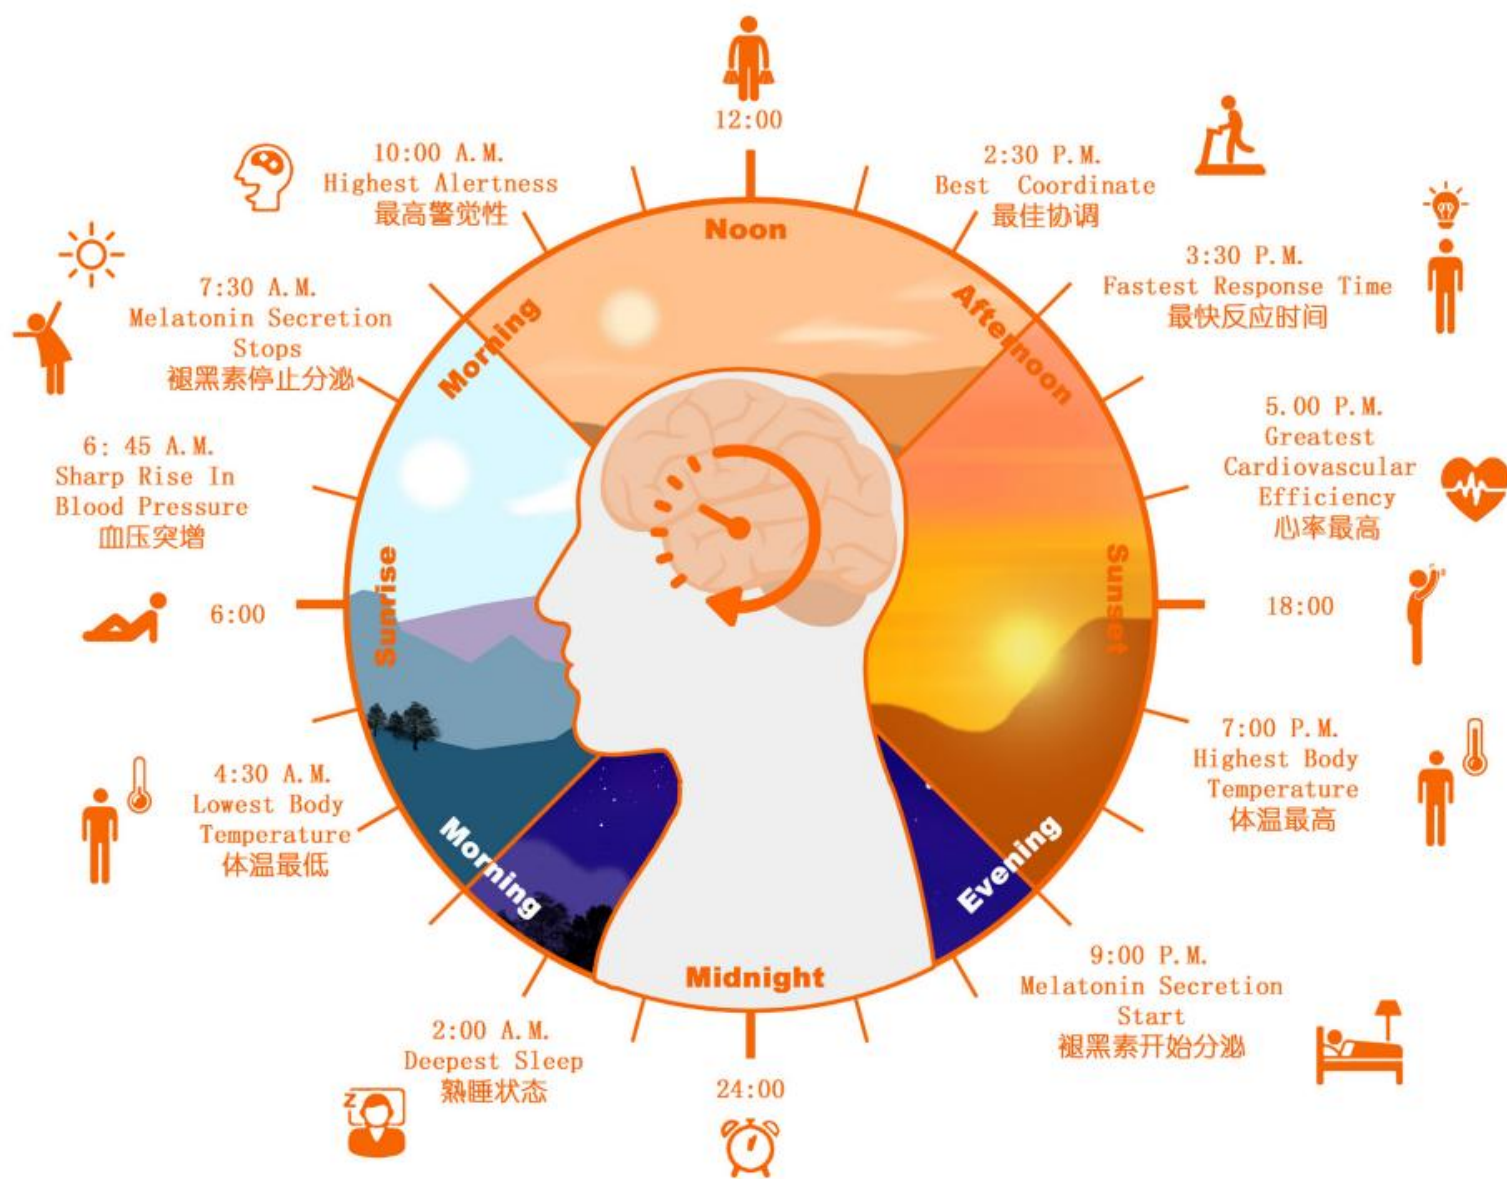 12:00
10:00 A.M.
Highest Alertness
最高警觉性
2:30 P.M.
Best Coordinate
最佳协调
Noon
7:30 A.M.
Melatonin Secretion
Stops
褪黑素停止分泌
Morning
Afternoon
3:30 P.M.
Fastest Response Time
最快反应时间
6: 45 A.M.
Sharp Rise In
Blood Pressure
血压突增
5.00 P.M.
Greatest
Cardiovascular
Efficiency
心率最高
6:00
Sunrise
Sunset
18:00
4:30 A.M.
Lowest Body
Temperature
体温最低
7:00 P.M.
Highest Body
Temperature
体温最高
Morning
Evening
Midnight
9:00 P.M.
Melatonin Secretion
Start
褪黑素开始分泌
2:00 A.M.
Deepest Sleep
熟睡状态
z
24:00